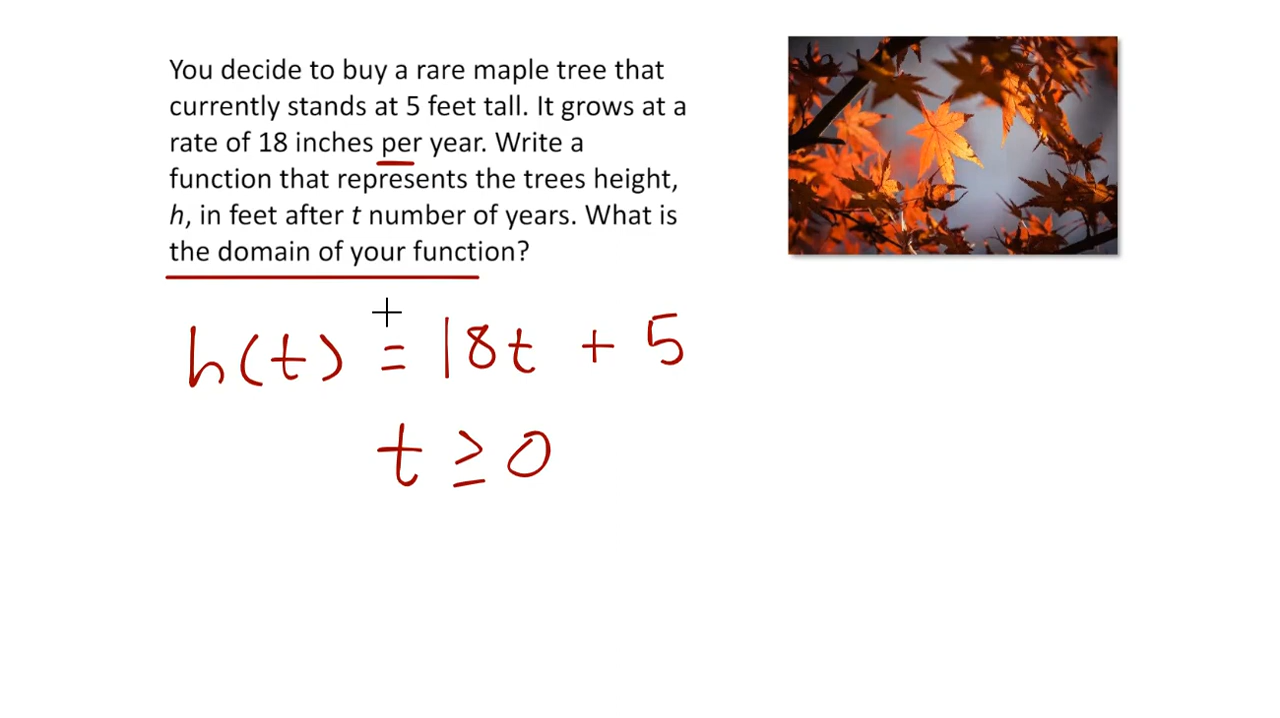 You decide to buy a rare maple tree that
currently stands at 5 feet tall. It grows at a
rate of 18 inches per year. Write a
function that represents the trees height,
h, in feet after t number of years. What is
the domain of your function?
h(t) = 18t + 5
t ≥ 0